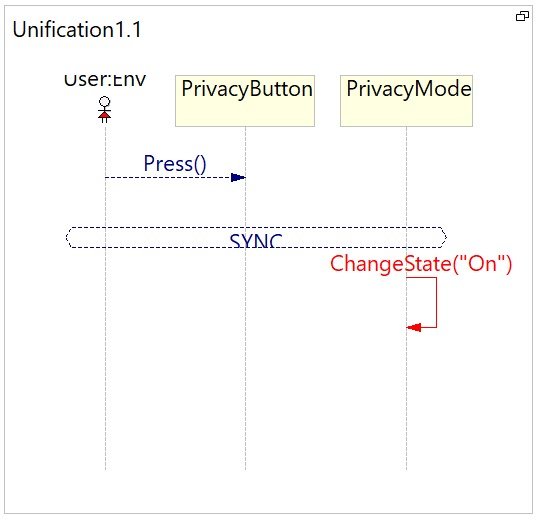 Unification1.1
User:Env
PrivacyButton
PrivacyMode
Press()
SYNC
ChangeState("On")